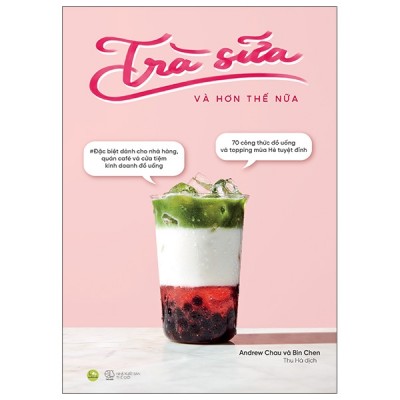 Trà sữa
VÀ HƠN THẾ NỮA
70 công thức đồ uống
và topping mùa Hè tuyệt đỉnh
#Đặc biệt dành cho nhà hàng,
quán café và cửa tiệm
kinh doanh đồ uống
Andrew Chau và Bin Chen
Thu Hà dịch